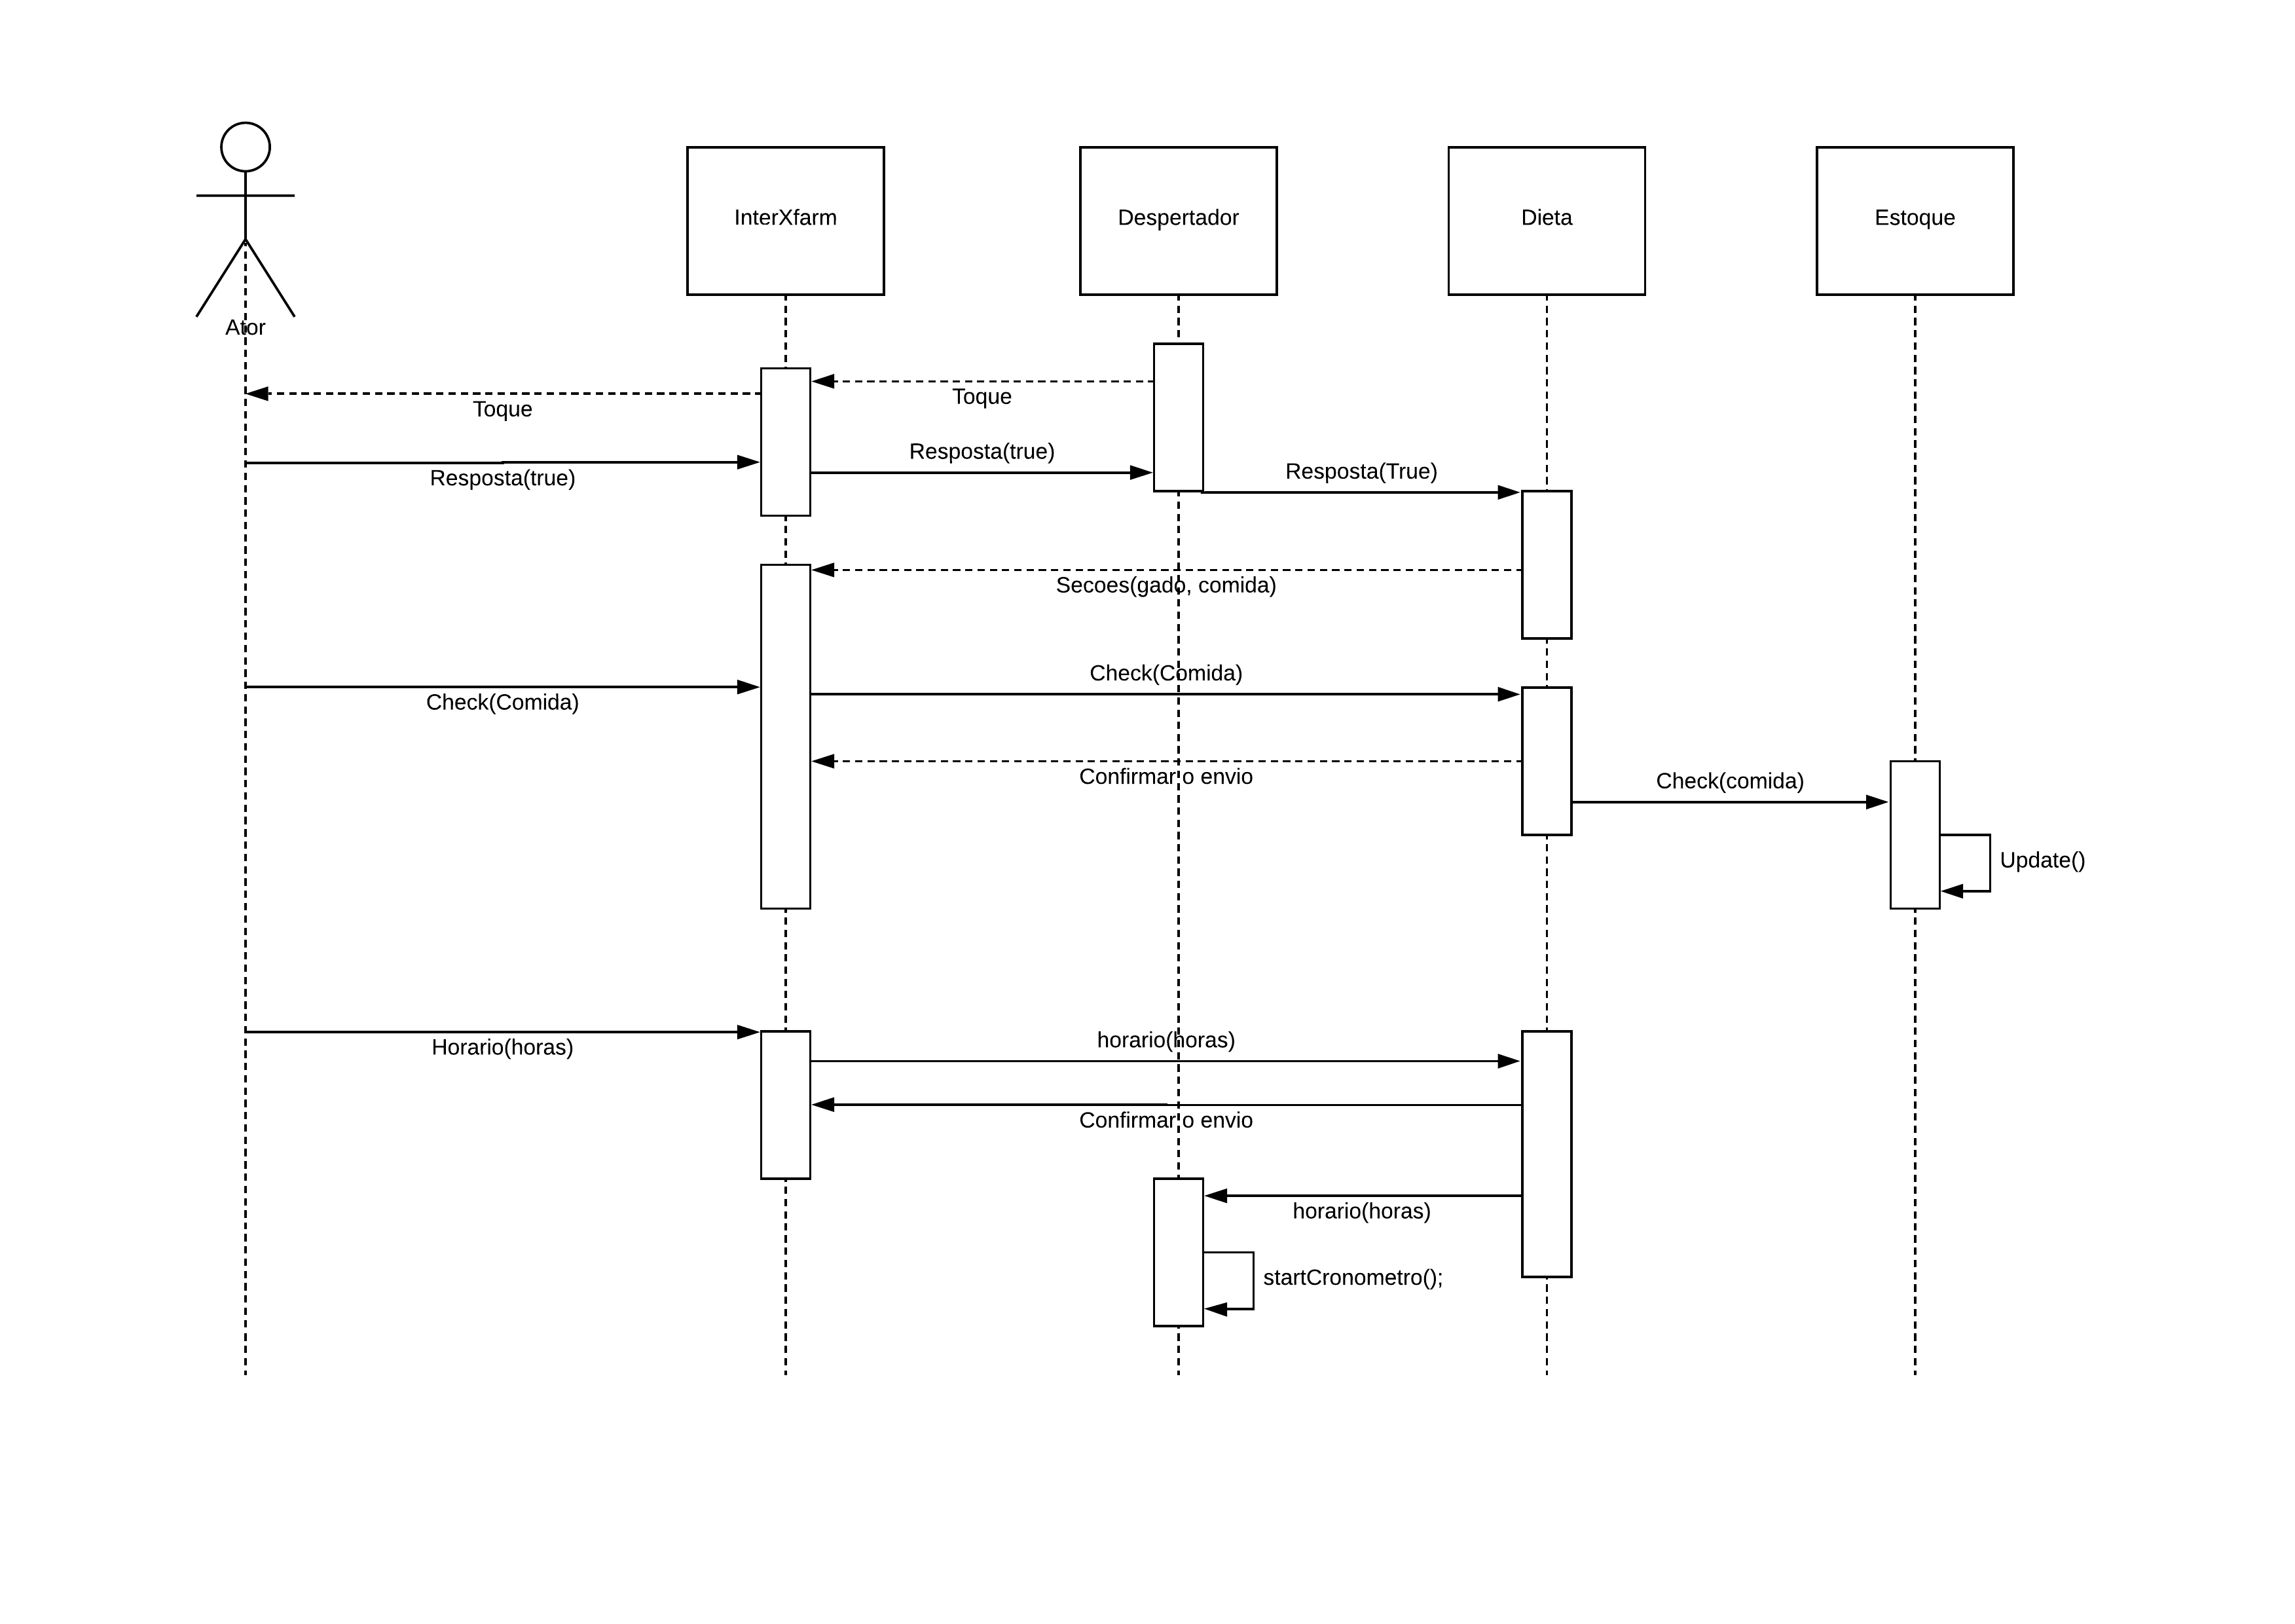 InterXfarm
Despertador
Dieta
Estoque
Ator
Toque
Toque
Resposta(true)
Resposta(True)
Resposta(true)
Secoes(gado, comida)
Check(Comida)
Check(Comida)
Confirmar o envio
Check(comida)
Update()
horario(horas)
Horario(horas)
Confirmar o envio
horario(horas)
startCronometro();